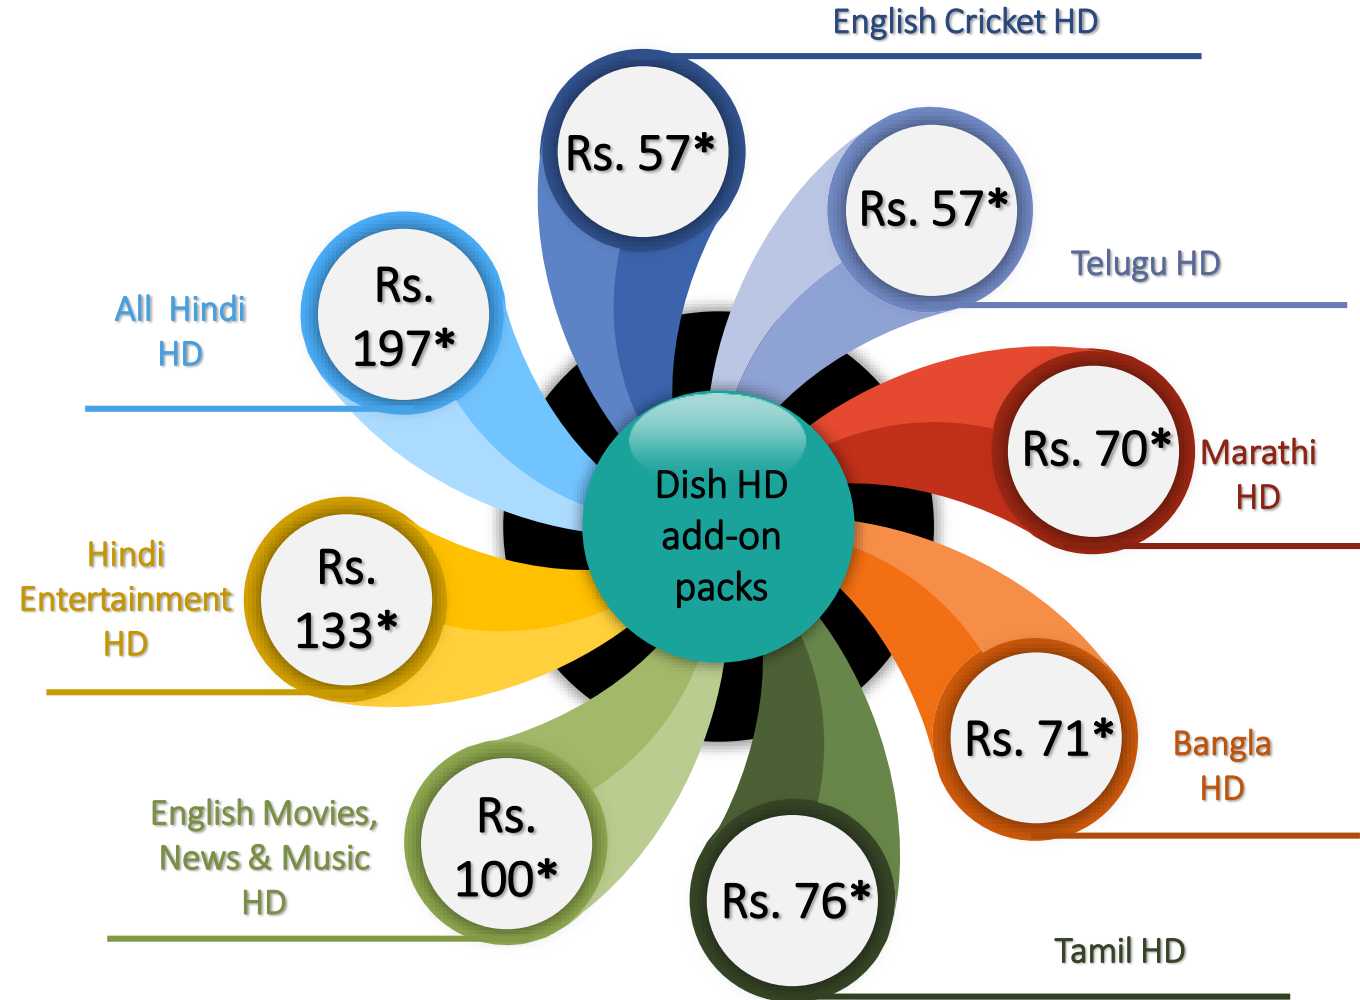 English Cricket HD
Rs. 57*
Rs. 57*
Telugu HD
All Hindi
HD
Rs.
197*
Rs. 70*
Marathi
HD
Dish HD
add-on
packs
Hindi
Entertainment
HD
Rs.
133*
Rs. 71*
Bangla
HD
English Movies,
News & Music
HD
Rs.
100*
Rs. 76*
Tamil HD